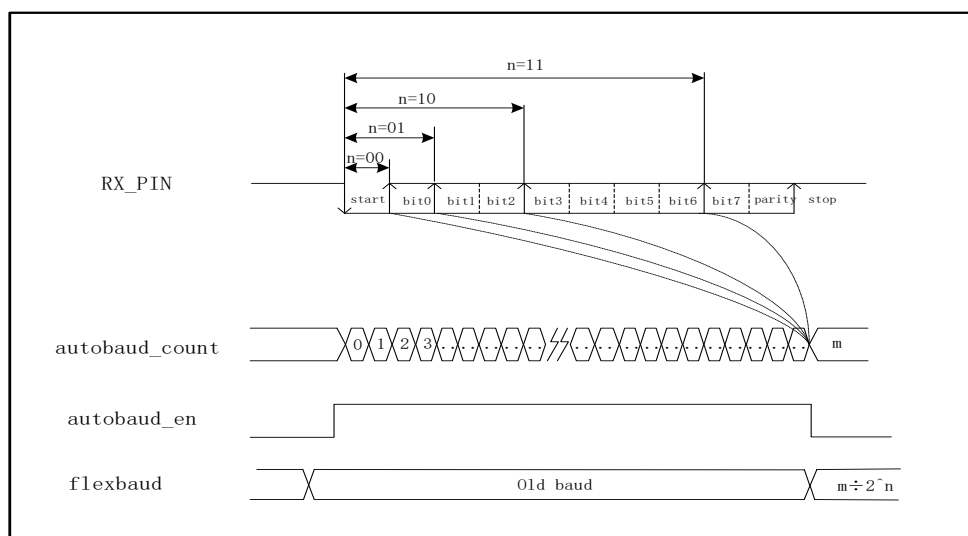 n=11
n=10
n=01
n=00
RX_PIN
start bit0 bit1 bit2 bit3 bit4 bit5 bit6 bit7 parity stop
autobaud_count 0 1 2 3 .. .. .. .. .. .. .. .. .. .. .. .. .. .. .. m
autobaud_en
flexbaud Old baud m÷2^n